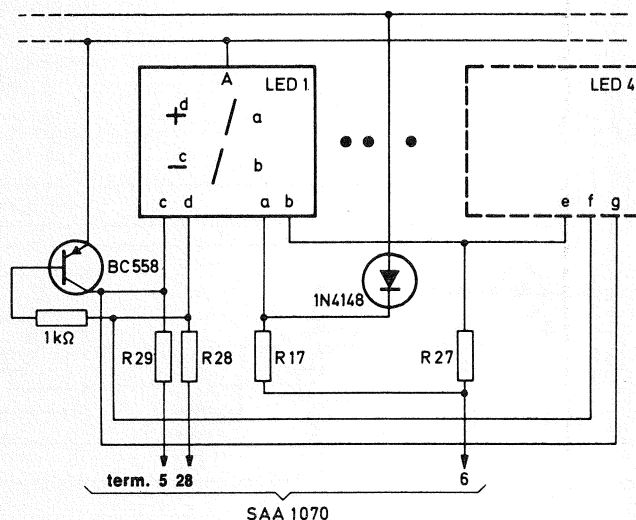 A LED 1 LED 4
+ d a
− c b
c d a b e f g
BC558
1N4148
1kΩ R29 R28 R17 R27
term. 5 28 6
SAA 1070